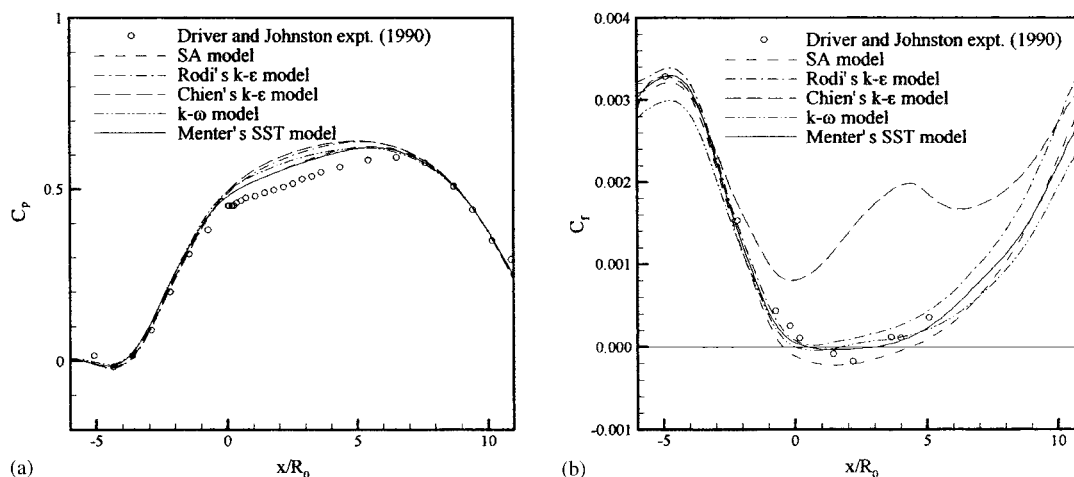 1
0.5
0
C_p
Driver and Johnston expt. (1990)
SA model
Rodi's k-ε model
Chien's k-ε model
k-ω model
Menter's SST model
-5
0
5
10
x/R_o
(a)
0.004
0.003
0.002
0.001
0.000
-0.001
C_f
Driver and Johnston expt. (1990)
SA model
Rodi's k-ε model
Chien's k-ε model
k-ω model
Menter's SST model
-5
0
5
10
x/R_o
(b)